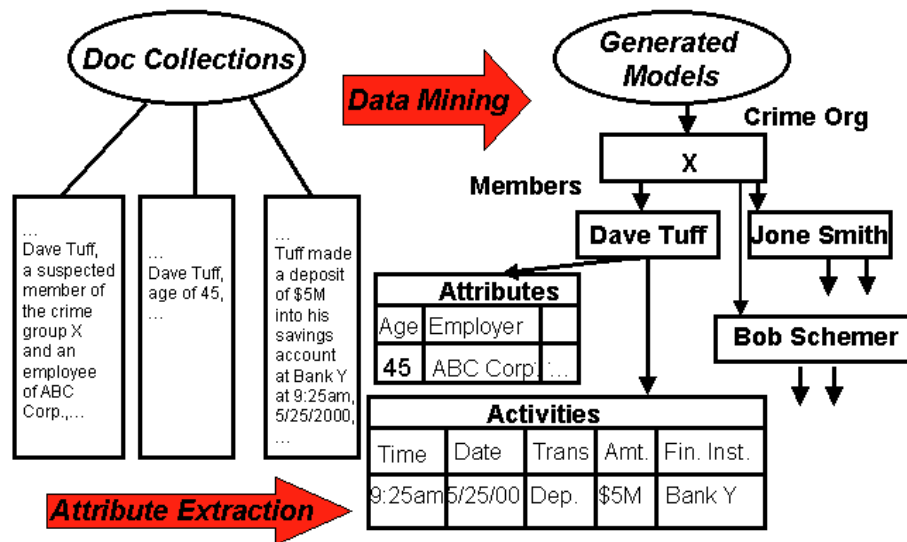 Doc Collections
Data Mining
Generated
Models
Crime Org
X
Members
Dave Tuff
Jone Smith
Bob Schemer
...
Dave Tuff,
a suspected
member of
the crime
group X
and an
employee
of ABC
Corp.,...
...
Dave Tuff,
age of 45,
...
...
Tuff made
a deposit
of $5M
into his
savings
account
at Bank Y
at 9:25am,
5/25/2000,
...
Attributes
Age Employer
45 ABC Corp. ...
Activities
Time Date Trans Amt. Fin. Inst.
9:25am 5/25/00 Dep. $5M Bank Y
Attribute Extraction